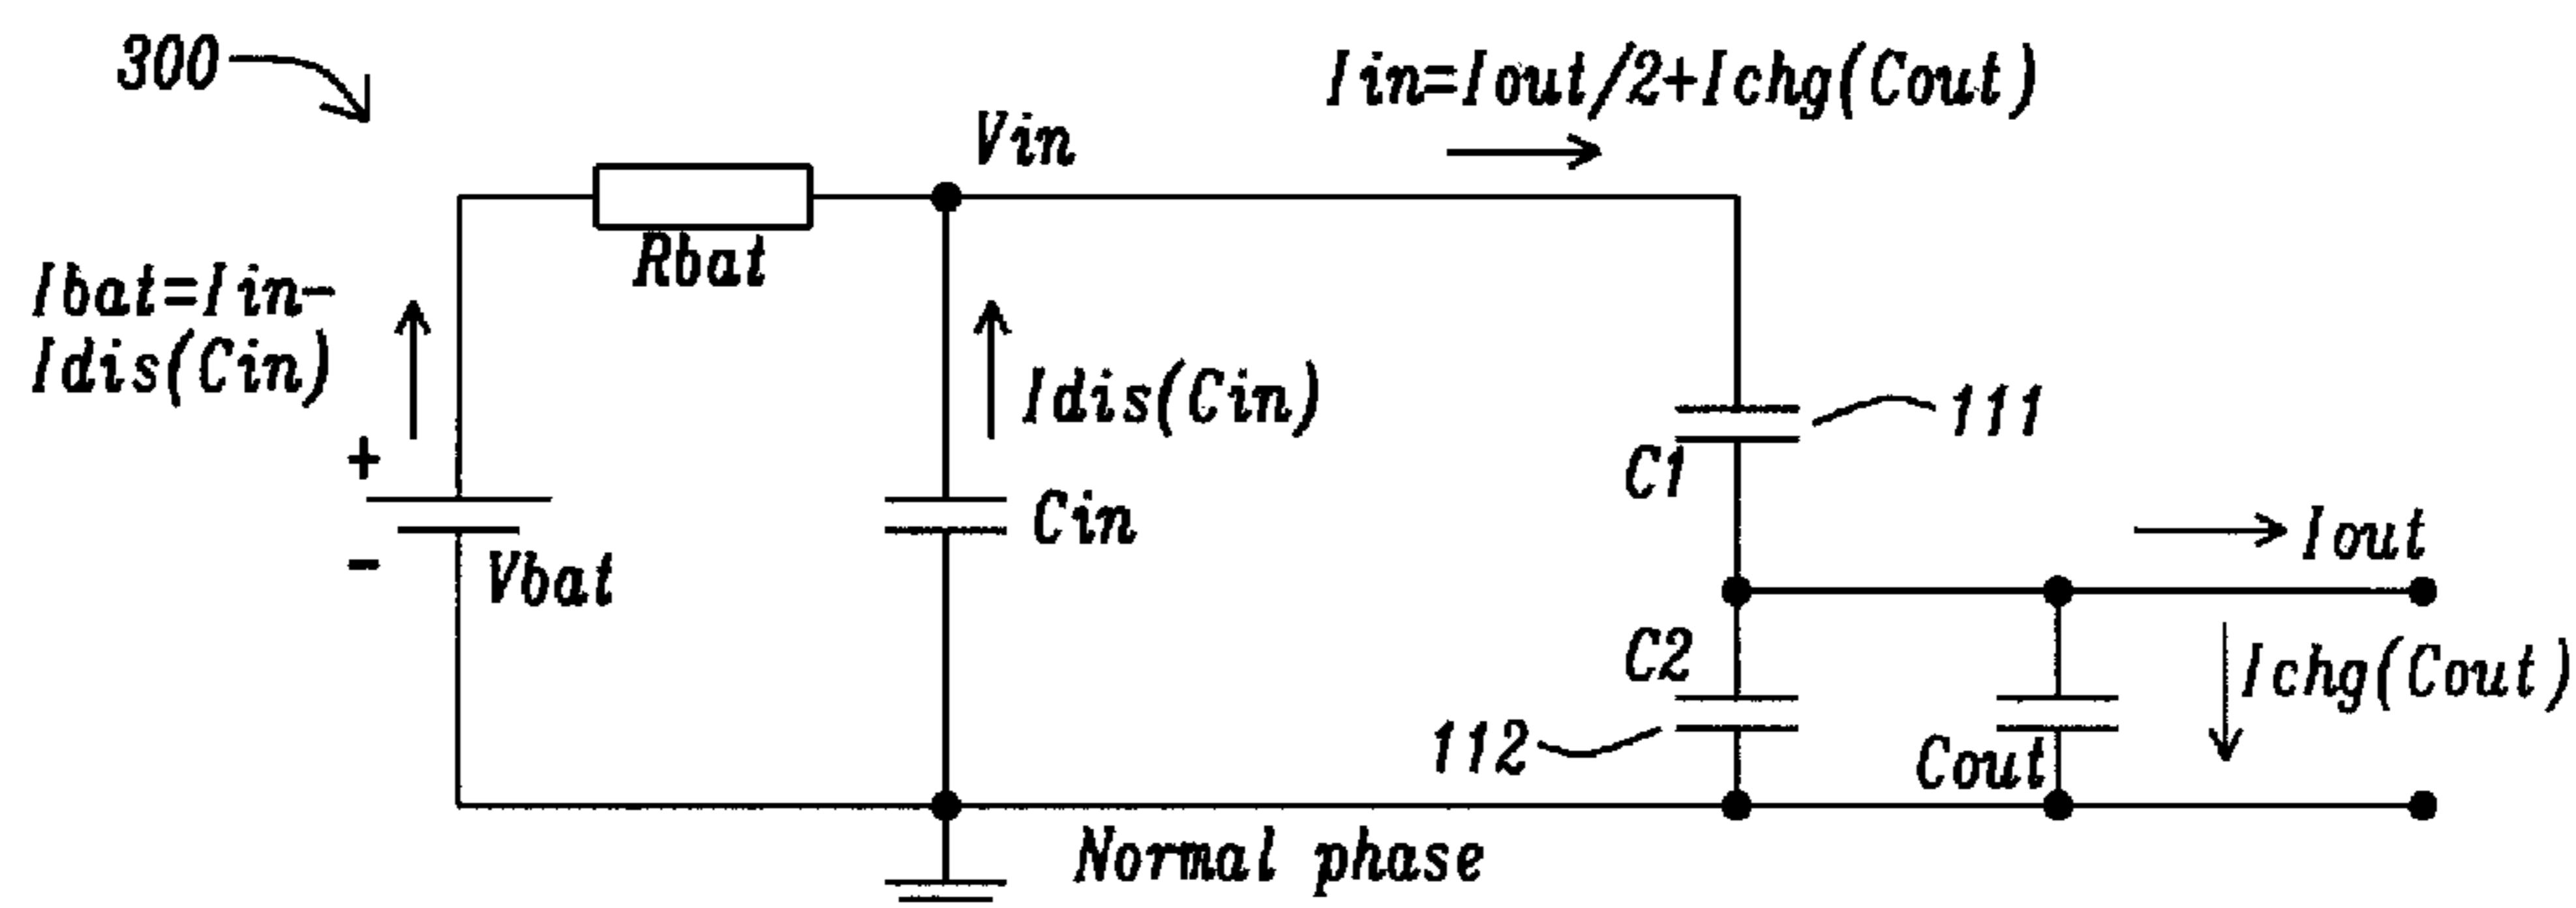 300
Iin=Iout/2+Ichg(Cout)
Vin
Rbat
Ibat=Iin-
Idis(Cin)
Idis(Cin)
111
C1
+
Cin
Iout
-
Vbat
C2
Ichg(Cout)
112
Cout
Normal phase